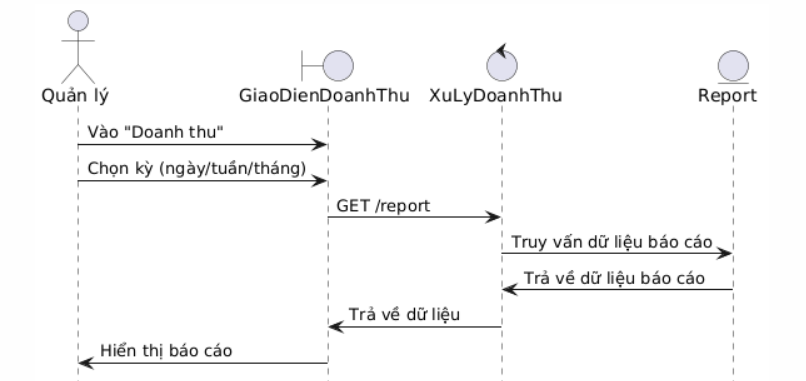 Quản lý
GiaoDienDoanhThu
XuLyDoanhThu
Report
Vào "Doanh thu"
Chọn kỳ (ngày/tuần/tháng)
GET /report
Truy vấn dữ liệu báo cáo
Trả về dữ liệu báo cáo
Trả về dữ liệu
Hiển thị báo cáo